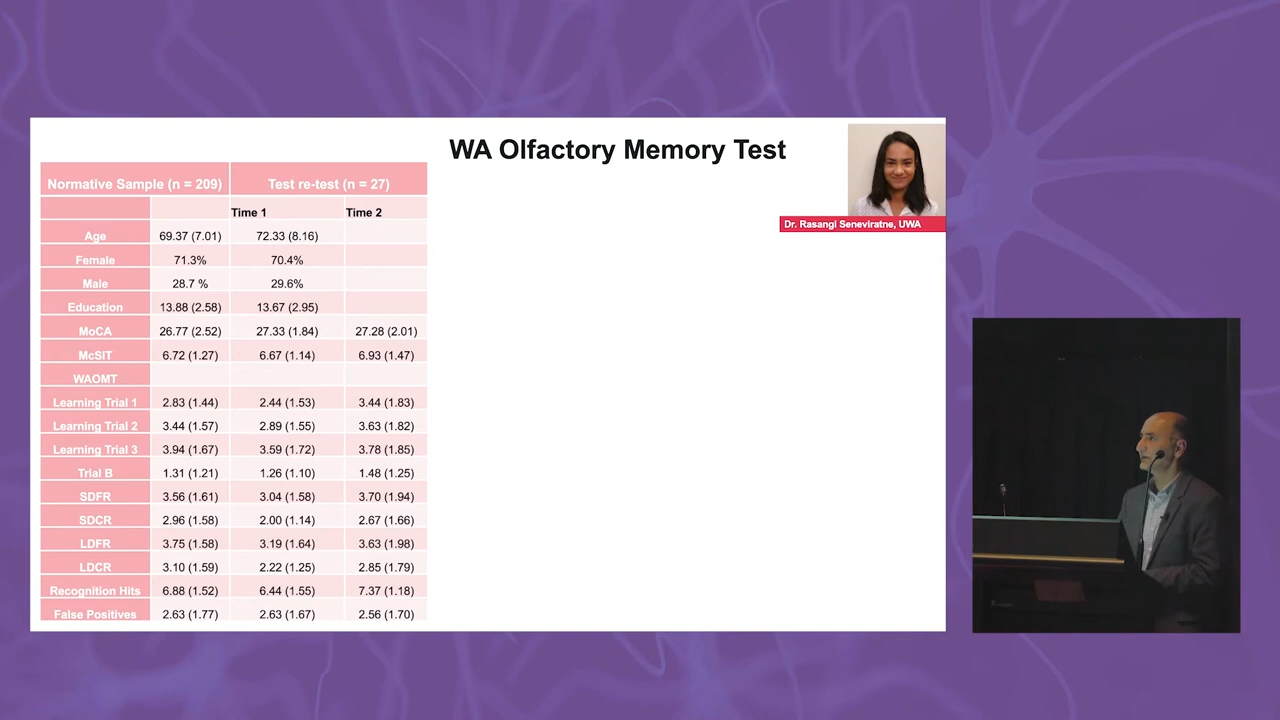 WA Olfactory Memory Test
Dr. Rasangi Seneviratne, UWA
Normative Sample (n = 209) Test re-test (n = 27)
Time 1 Time 2
Age 69.37 (7.01) 72.33 (8.16)
Female 71.3% 70.4%
Male 28.7 % 29.6%
Education 13.88 (2.58) 13.67 (2.95)
MoCA 26.77 (2.52) 27.33 (1.84) 27.28 (2.01)
McSIT 6.72 (1.27) 6.67 (1.14) 6.93 (1.47)
WAOMT
Learning Trial 1 2.83 (1.44) 2.44 (1.53) 3.44 (1.83)
Learning Trial 2 3.44 (1.57) 2.89 (1.55) 3.63 (1.82)
Learning Trial 3 3.94 (1.67) 3.59 (1.72) 3.78 (1.85)
Trial B 1.31 (1.21) 1.26 (1.10) 1.48 (1.25)
SDFR 3.56 (1.61) 3.04 (1.58) 3.70 (1.94)
SDCR 2.96 (1.58) 2.00 (1.14) 2.67 (1.66)
LDFR 3.75 (1.58) 3.19 (1.64) 3.63 (1.98)
LDCR 3.10 (1.59) 2.22 (1.25) 2.85 (1.79)
Recognition Hits 6.88 (1.52) 6.44 (1.55) 7.37 (1.18)
False Positives 2.63 (1.77) 2.63 (1.67) 2.56 (1.70)